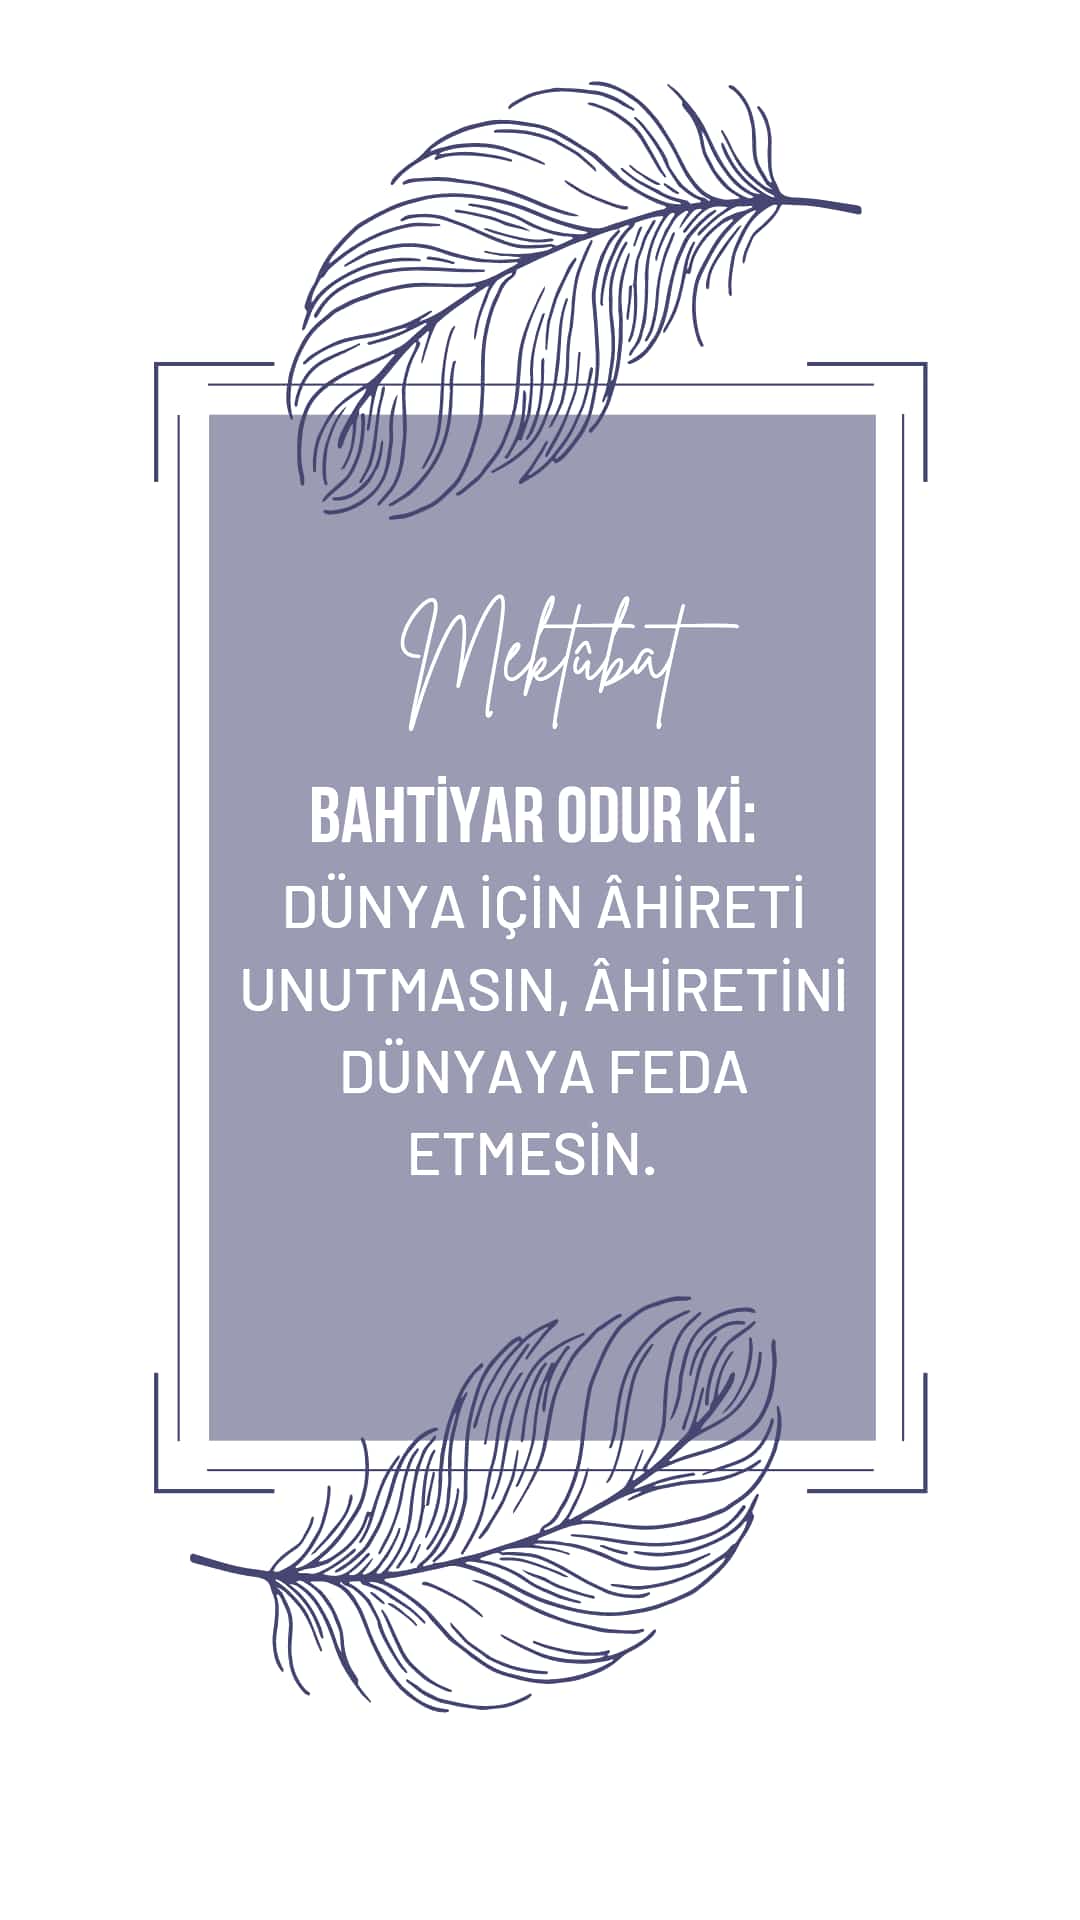 Mektûbat
BAHTİYAR ODUR Kİ:
DÜNYA İÇİN ÂHİRETİ
UNUTMASIN, ÂHİRETİNİ
DÜNYAYA FEDA
ETMESİN.